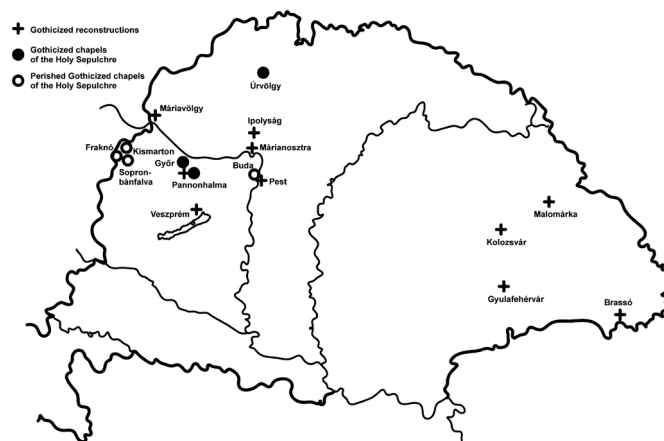 Gothicized reconstructions
Gothicized chapels
of the Holy Sepulchre
Perished Gothicized chapels
of the Holy Sepulchre
Úrvölgy
Máriavölgy
Ipolyság
Máriánosztra
Fraknó
Kismarton
Győr
Buda
Sopron-
bánfalva
Pannonhalma
Pest
Veszprém
Malomárka
Kolozsvár
Gyulafehérvár
Brassó